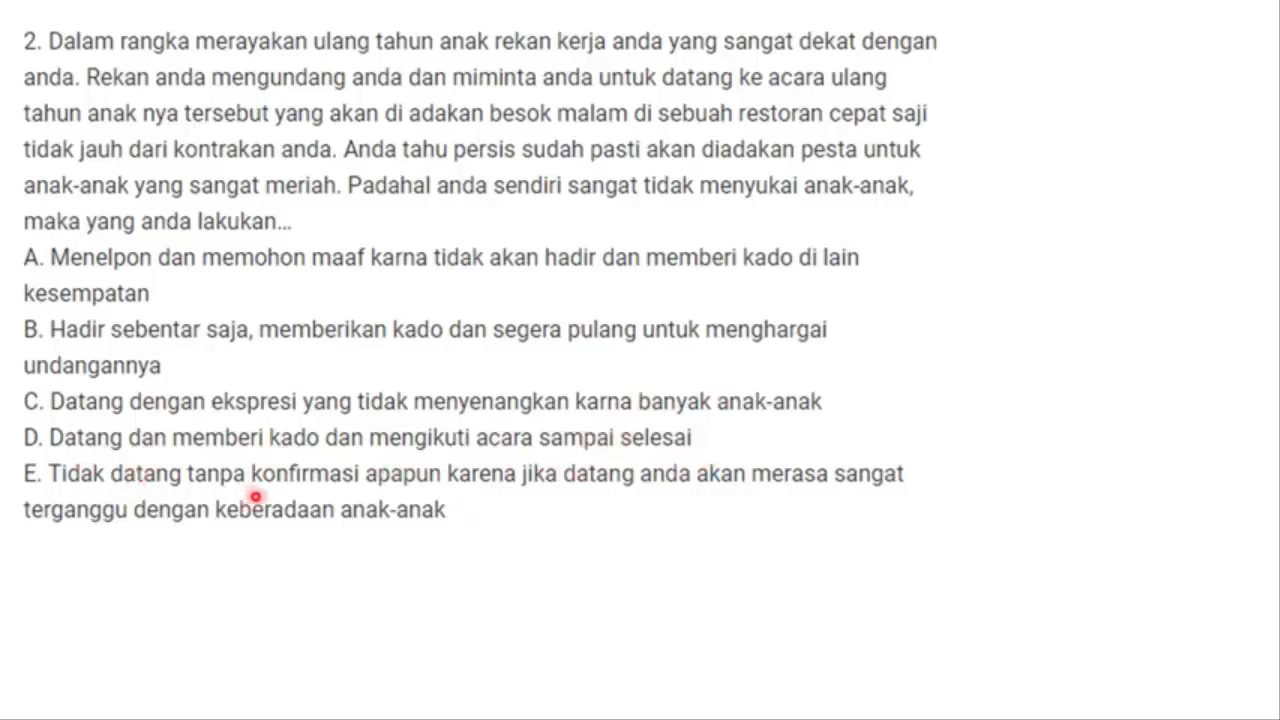 2. Dalam rangka merayakan ulang tahun anak rekan kerja anda yang sangat dekat dengan
anda. Rekan anda mengundang anda dan miminta anda untuk datang ke acara ulang
tahun anak nya tersebut yang akan di adakan besok malam di sebuah restoran cepat saji
tidak jauh dari kontrakan anda. Anda tahu persis sudah pasti akan diadakan pesta untuk
anak-anak yang sangat meriah. Padahal anda sendiri sangat tidak menyukai anak-anak,
maka yang anda lakukan...
A. Menelpon dan memohon maaf karna tidak akan hadir dan memberi kado di lain
kesempatan
B. Hadir sebentar saja, memberikan kado dan segera pulang untuk menghargai
undangannya
C. Datang dengan ekspresi yang tidak menyenangkan karna banyak anak-anak
D. Datang dan memberi kado dan mengikuti acara sampai selesai
E. Tidak datang tanpa konfirmasi apapun karena jika datang anda akan merasa sangat
terganggu dengan keberadaan anak-anak